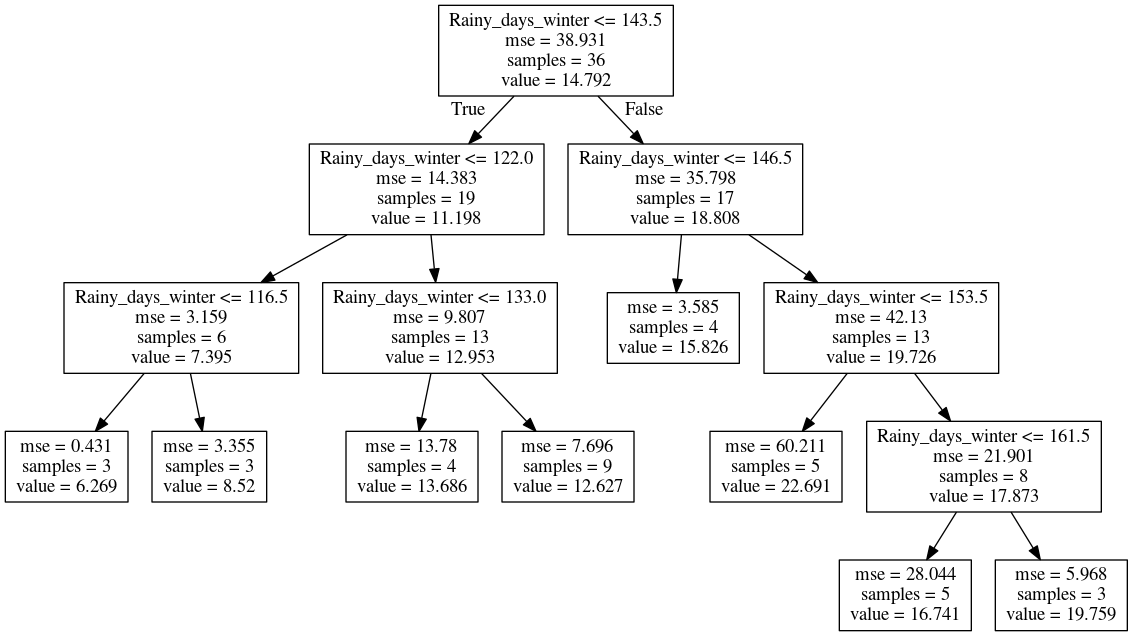 Rainy_days_winter <= 143.5
mse = 38.931
samples = 36
value = 14.792
True
False
Rainy_days_winter <= 122.0
mse = 14.383
samples = 19
value = 11.198
Rainy_days_winter <= 146.5
mse = 35.798
samples = 17
value = 18.808
Rainy_days_winter <= 116.5
mse = 3.159
samples = 6
value = 7.395
Rainy_days_winter <= 133.0
mse = 9.807
samples = 13
value = 12.953
mse = 3.585
samples = 4
value = 15.826
Rainy_days_winter <= 153.5
mse = 42.13
samples = 13
value = 19.726
mse = 0.431
samples = 3
value = 6.269
mse = 3.355
samples = 3
value = 8.52
mse = 13.78
samples = 4
value = 13.686
mse = 7.696
samples = 9
value = 12.627
mse = 60.211
samples = 5
value = 22.691
Rainy_days_winter <= 161.5
mse = 21.901
samples = 8
value = 17.873
mse = 28.044
samples = 5
value = 16.741
mse = 5.968
samples = 3
value = 19.759